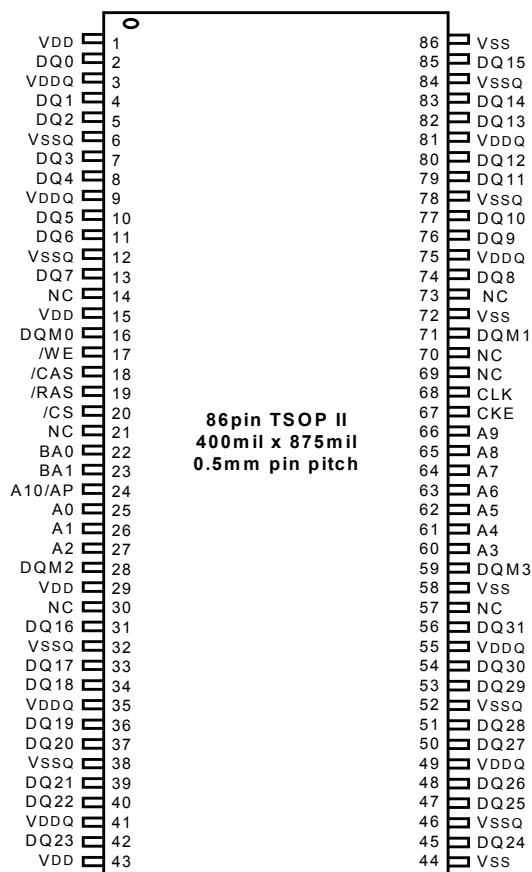 VDD 1 86 VSS
DQ0 2 85 DQ15
VDDQ 3 84 VSSQ
DQ1 4 83 DQ14
DQ2 5 82 DQ13
VSSQ 6 81 VDDQ
DQ3 7 80 DQ12
DQ4 8 79 DQ11
VDDQ 9 78 VSSQ
DQ5 10 77 DQ10
DQ6 11 76 DQ9
VSSQ 12 75 VDDQ
DQ7 13 74 DQ8
NC 14 73 NC
VDD 15 72 VSS
DQM0 16 71 DQM1
/WE 17 70 NC
/CAS 18 69 NC
/RAS 19 68 CLK
/CS 20 67 CKE
NC 21 66 A9
BA0 22 65 A8
BA1 23 64 A7
A10/AP 24 63 A6
A0 25 62 A5
A1 26 61 A4
A2 27 60 A3
DQM2 28 59 DQM3
VDD 29 58 VSS
NC 30 57 NC
DQ16 31 56 DQ31
VSSQ 32 55 VDDQ
DQ17 33 54 DQ30
DQ18 34 53 DQ29
VDDQ 35 52 VSSQ
DQ19 36 51 DQ28
DQ20 37 50 DQ27
VSSQ 38 49 VDDQ
DQ21 39 48 DQ26
DQ22 40 47 DQ25
VDDQ 41 46 VSSQ
DQ23 42 45 DQ24
VDD 43 44 VSS
86pin TSOP II
400mil x 875mil
0.5mm pin pitch